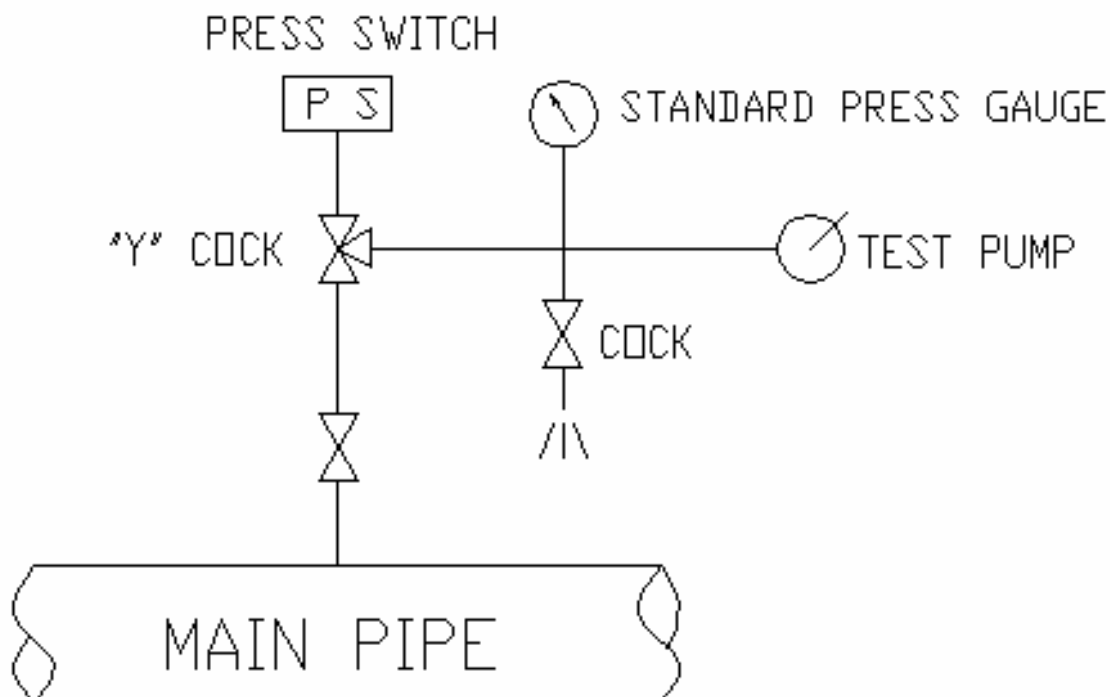 PRESS SWITCH
P S
STANDARD PRESS GAUGE
"Y" COCK
TEST PUMP
COCK
MAIN PIPE